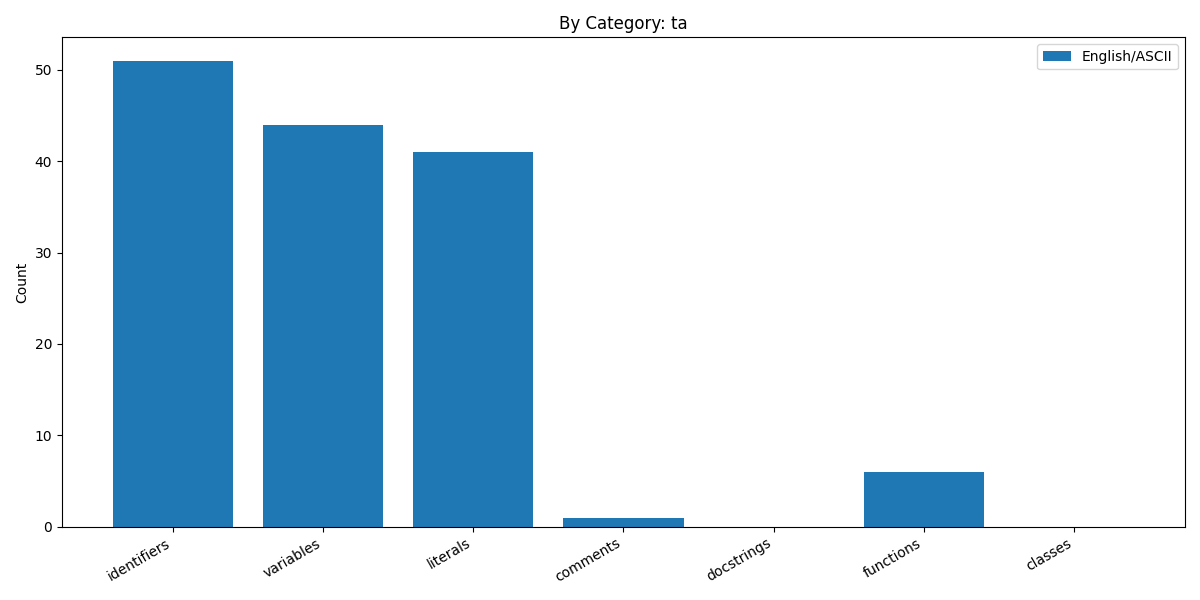 By Category: ta
English/ASCII
Count
50
40
30
20
10
0
identifiers
variables
literals
comments
docstrings
functions
classes